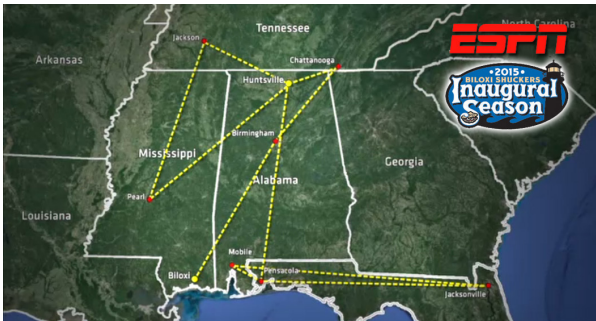 Tennessee
North Carolina
Jackson
ESPN
Arkansas
Chattanooga
Huntsville
• 2015 •
BILOXI SHUCKERS
Inaugural
Season
Birmingham
Mississippi
Georgia
Alabama
Pearl
Louisiana
Mobile
Biloxi
Pensacola
Jacksonville